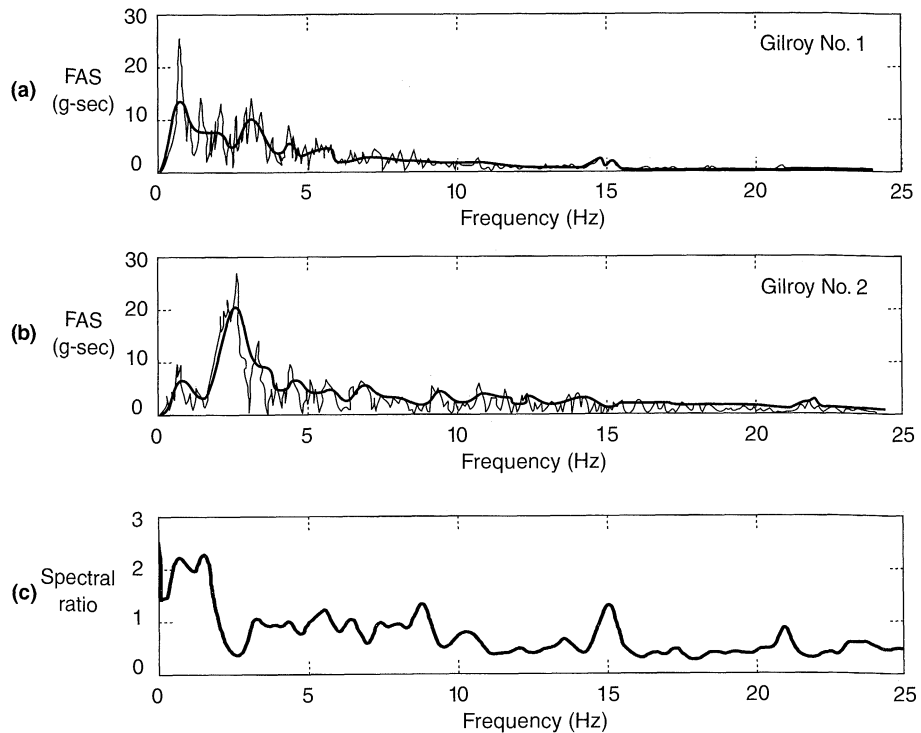 (a)
FAS
(g-sec)
30
20
10
0
Gilroy No. 1
0 5 10 15 20 25
Frequency (Hz)
(b)
FAS
(g-sec)
30
20
10
0
Gilroy No. 2
0 5 10 15 20 25
Frequency (Hz)
(c)
Spectral
ratio
3
2
1
0
0 5 10 15 20 25
Frequency (Hz)